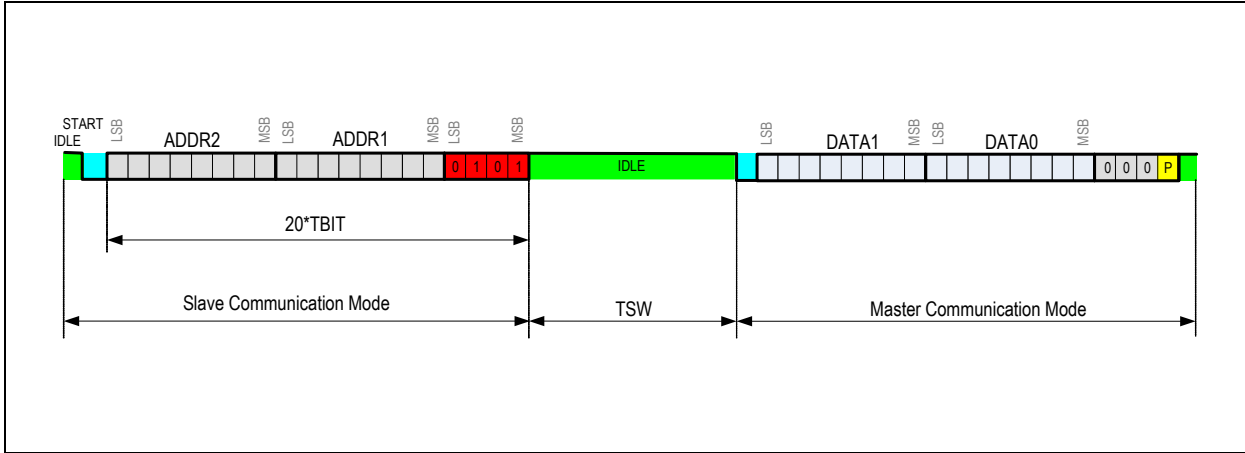 START
IDLE
LSB
ADDR2
MSB
LSB
ADDR1
MSB
LSB
MSB
0 1 0 1
IDLE
LSB
DATA1
MSB
LSB
DATA0
MSB
0 0 0 P
20*TBIT
Slave Communication Mode
TSW
Master Communication Mode